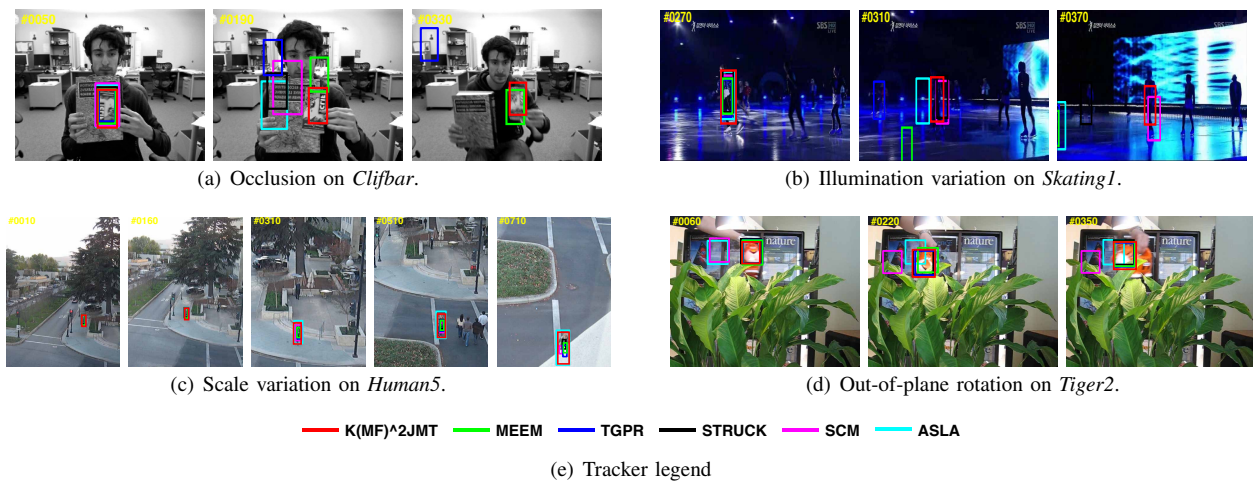 #0050 #0190 #0330
#0270 #0310 #0370
(a) Occlusion on Clifbar.
(b) Illumination variation on Skating1.
#0010 #0160 #0310 #0510 #0710
#0060 #0220 #0350
nature nature nature
(c) Scale variation on Human5.
(d) Out-of-plane rotation on Tiger2.
K(MF)^2JMT MEEM TGPR STRUCK SCM ASLA
(e) Tracker legend